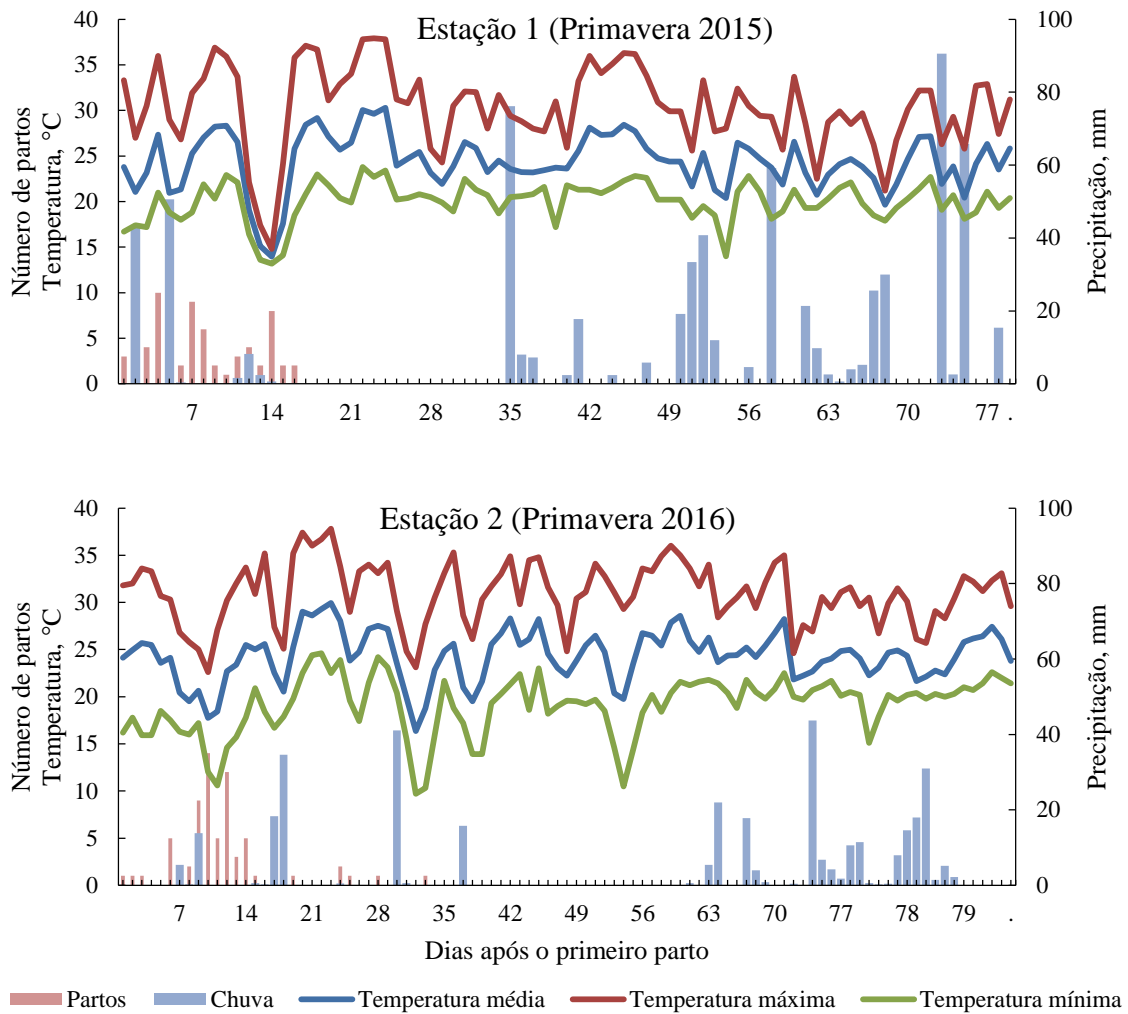 Estação 1 (Primavera 2015)
Número de partos
Temperatura, °C
Precipitação, mm
40
35
30
25
20
15
10
5
0
100
80
60
40
20
0
7 14 21 28 35 42 49 56 63 70 77 .
Estação 2 (Primavera 2016)
Número de partos
Temperatura, °C
Precipitação, mm
40
35
30
25
20
15
10
5
0
100
80
60
40
20
0
7 14 21 28 35 42 49 56 63 70 77 78 79 .
Dias após o primeiro parto
Partos Chuva Temperatura média Temperatura máxima Temperatura mínima